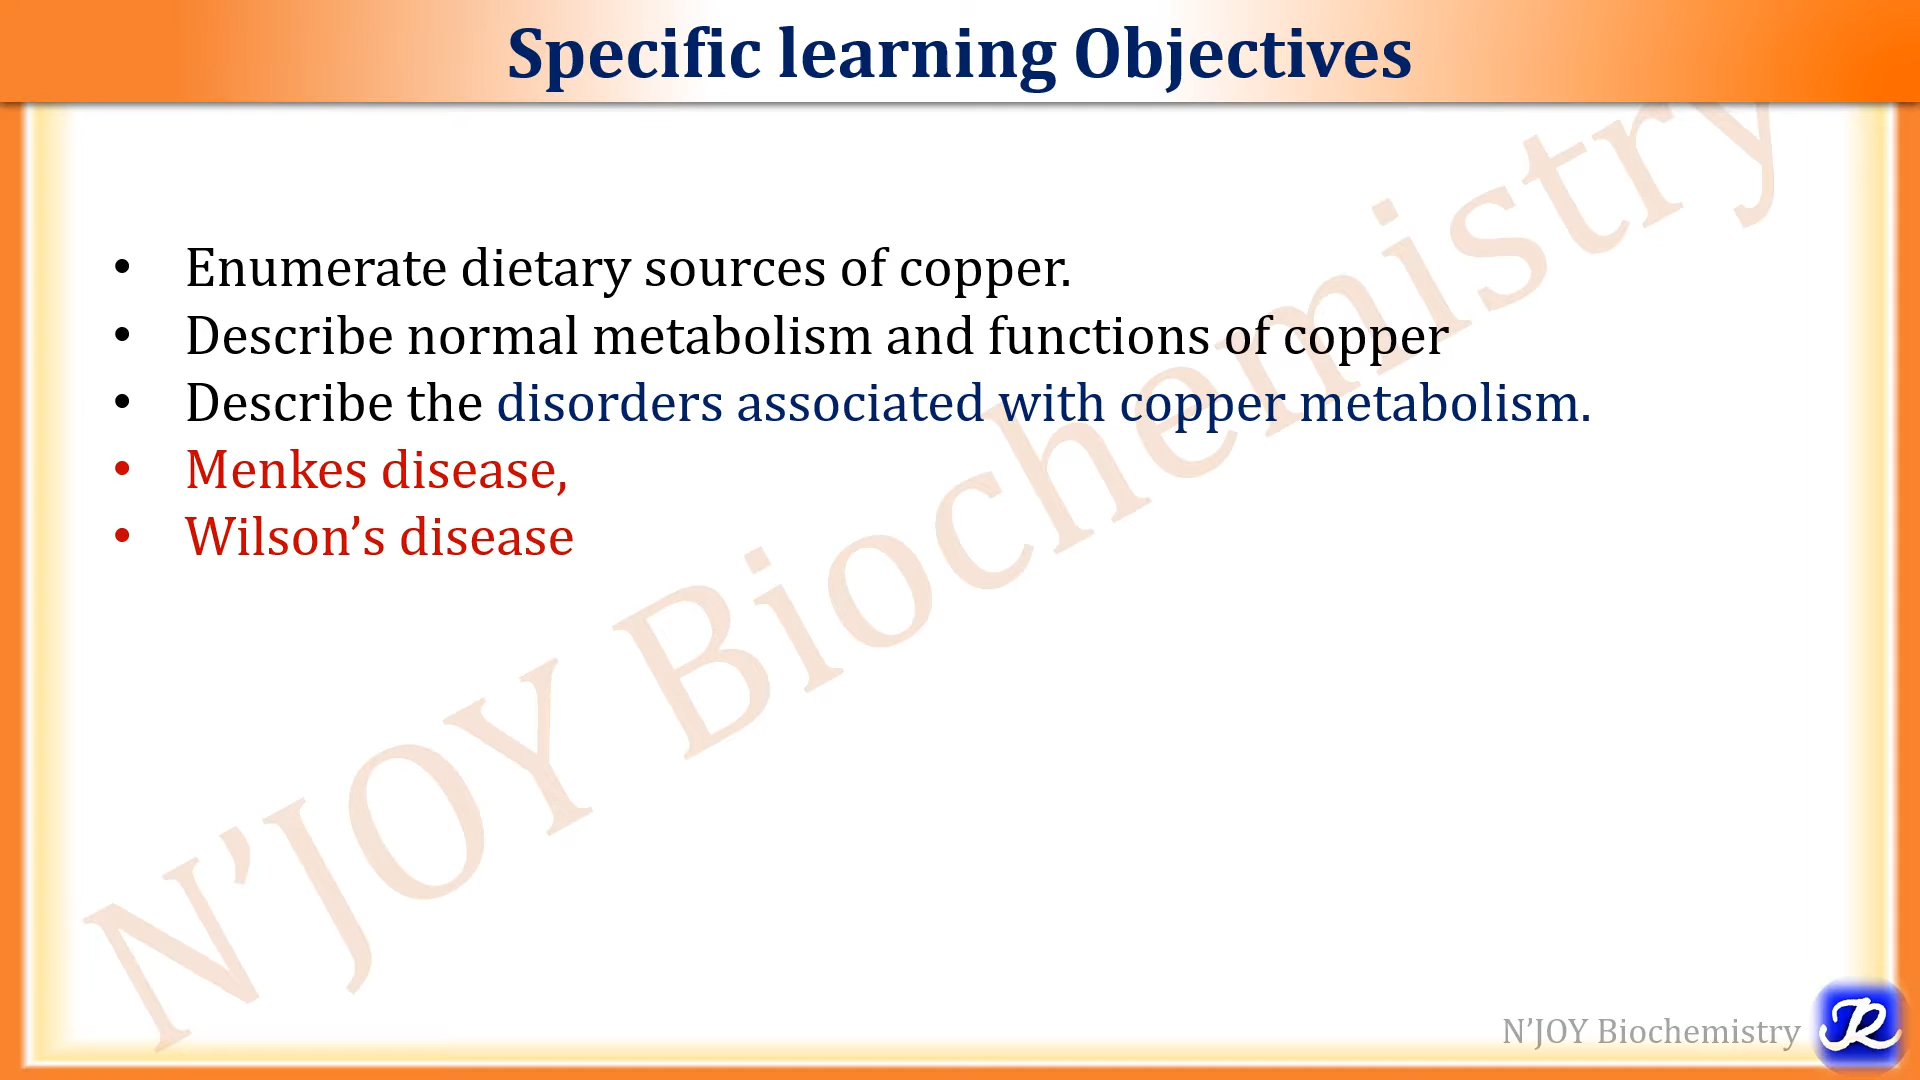 Specific learning Objectives
• Enumerate dietary sources of copper.
• Describe normal metabolism and functions of copper
• Describe the disorders associated with copper metabolism.
• Menkes disease,
• Wilson’s disease
N’JOY Biochemistry
N’JOY Biochemistry
JR